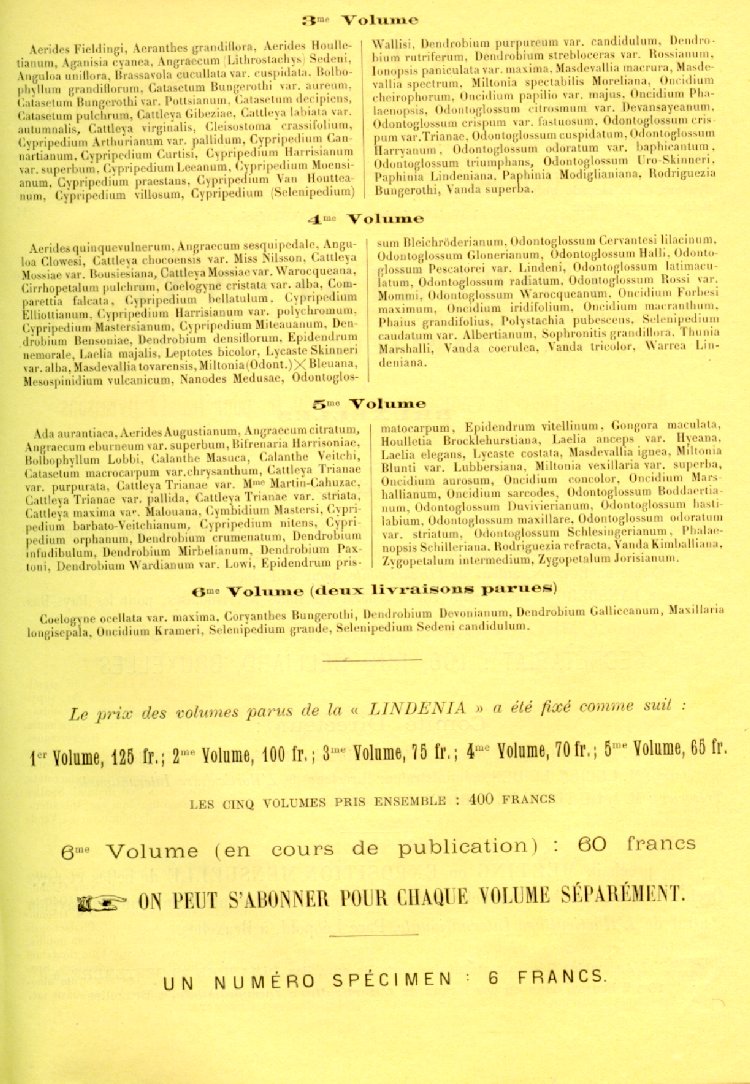 3me Volume
Aerides Fieldingi, Aeranthes grandiflora, Aerides Houlle-
tianum, Aganisia cyanea, Angraecum (Lithrostachys) Sedeni,
Anguloa uniflora, Brassavola cucullata var. cuspidata, Bolbo-
phyllum grandiflorum, Catasetum Bungerothi var. aureum,
Catasetum Bungerothi var. Pottsianum, Catasetum decipiens,
Catasetum pulchrum, Cattleya Gibeziae, Cattleya labiata var.
autumnalis, Cattleya virginalis, Cleisostoma crassifolium,
Cypripedium Arthurianum var. pallidum, Cypripedium Can-
nartianum, Cypripedium Curtisi, Cypripedium Harrisianum
var. superbum, Cypripedium Leeanum, Cypripedium Moensi-
anum, Cypripedium praestans, Cypripedium Van Houttea-
num, Cypripedium villosum, Cypripedium (Selenipedium)
Wallisi, Dendrobium purpureum var. candidulum, Dendro-
bium rutriferum, Dendrobium strebloceras var. Rossianum,
Ionopsis paniculata var. maxima, Masdevallia macrura, Masde-
vallia spectrum, Miltonia spectabilis Moreliana, Oncidium
cheirophorum, Oncidium papilio var. majus, Oncidium Pha-
laenopsis, Odontoglossum citrosmum var. Devansayeanum,
Odontoglossum crispum var. fastuosum, Odontoglossum cris-
pum var. Trianae, Odontoglossum cuspidatum, Odontoglossum
Harryanum, Odontoglossum odoratum var. baphicantum,
Odontoglossum triumphans, Odontoglossum Uro-Skinneri,
Paphinia Lindeniana, Paphinia Modiglianiana, Rodriguezia
Bungerothi, Vanda superba.
4me Volume
Aerides quinquevulnerum, Angraecum sesquipedale, Angu-
loa Clowesi, Cattleya chocoensis var. Miss Nilsson, Cattleya
Mossiae var. Bousiesiana, Cattleya Mossiae var. Warocqueana,
Cirrhopetalum pulchrum, Coelogyne cristata var. alba, Com-
parettia falcata, Cypripedium bellatulum, Cypripedium
Elliottianum, Cypripedium Harrisianum var. polychromum,
Cypripedium Mastersianum, Cypripedium Miteauanum, Den-
drobium Bensoniae, Dendrobium densiflorum, Epidendrum
nemorale, Laelia majalis, Leptotes bicolor, Lycaste Skinneri
var. alba, Masdevallia tovarensis, Miltonia (Odont.) ✕ Bleuana,
Mesospinidium vulcanicum, Nanodes Medusae, Odontoglos-
sum Bleichröderianum, Odontoglossum Cervantesi lilacinum,
Odontoglossum Glonerianum, Odontoglossum Halli, Odonto-
glossum Pescatorei var. Lindeni, Odontoglossum latimacu-
latum, Odontoglossum radiatum, Odontoglossum Rossi var.
Mommi, Odontoglossum Warocqueanum, Oncidium Forbesi
maximum, Oncidium iridifolium, Oncidium macranthum,
Phaius grandifolius, Polystachia pubescens, Selenipedium
caudatum var. Albertianum, Sophronitis grandiflora, Thunia
Marshalli, Vanda coerulea, Vanda tricolor, Warrea Lin-
deniana.
5me Volume
Ada aurantiaca, Aerides Augustianum, Angraecum citratum,
Angraecum eburneum var. superbum, Bifrenaria Harrisoniae,
Bolbophyllum Lobbi, Calanthe Masuca, Calanthe Veitchi,
Catasetum macrocarpum var. chrysanthum, Cattleya Trianae
var. purpurata, Cattleya Trianae var. Mme Martin-Cahuzac,
Cattleya Trianae var. pallida, Cattleya Trianae var. striata,
Cattleya maxima var. Malouana, Cymbidium Mastersi, Cypri-
pedium barbato-Veitchianum, Cypripedium nitens, Cypri-
pedium orphanum, Dendrobium crumenatum, Dendrobium
infudibulum, Dendrobium Mirbelianum, Dendrobium Pax-
toni, Dendrobium Wardianum var. Lowi, Epidendrum pris-
matocarpum, Epidendrum vitellinum, Gongora maculata,
Houlletia Brocklehurstiana, Laelia anceps var. Hyeana,
Laelia elegans, Lycaste costata, Masdevallia ignea, Miltonia
Blunti var. Lubbersiana, Miltonia vexillaria var. superba,
Oncidium aurosum, Oncidium concolor, Oncidium Mars-
hallianum, Oncidium sarcodes, Odontoglossum Boddaertia-
num, Odontoglossum Duvivierianum, Odontoglossum hasti-
labium, Odontoglossum maxillare, Odontoglossum odoratum
var. striatum, Odontoglossum Schlesingerianum, Phalae-
nopsis Schilleriana, Rodriguezia refracta, Vanda Kimballiana,
Zygopetalum intermedium, Zygopetalum Jorisianum.
6me Volume (deux livraisons parues)
Coelogyne ocellata var. maxima, Coryanthes Bungerothi, Dendrobium Devonianum, Dendrobium Galliceanum, Maxillaria
longisepala, Oncidium Krameri, Selenipedium grande, Selenipedium Sedeni candidulum.
Le prix des volumes parus de la « LINDENIA » a été fixé comme suit :
1er Volume, 125 fr.; 2me Volume, 100 fr.; 3me Volume, 75 fr.; 4me Volume, 70 fr.; 5me Volume, 65 fr.
LES CINQ VOLUMES PRIS ENSEMBLE : 400 FRANCS
6me Volume (en cours de publication) : 60 francs
ON PEUT S'ABONNER POUR CHAQUE VOLUME SÉPARÉMENT.
UN NUMÉRO SPÉCIMEN : 6 FRANCS.